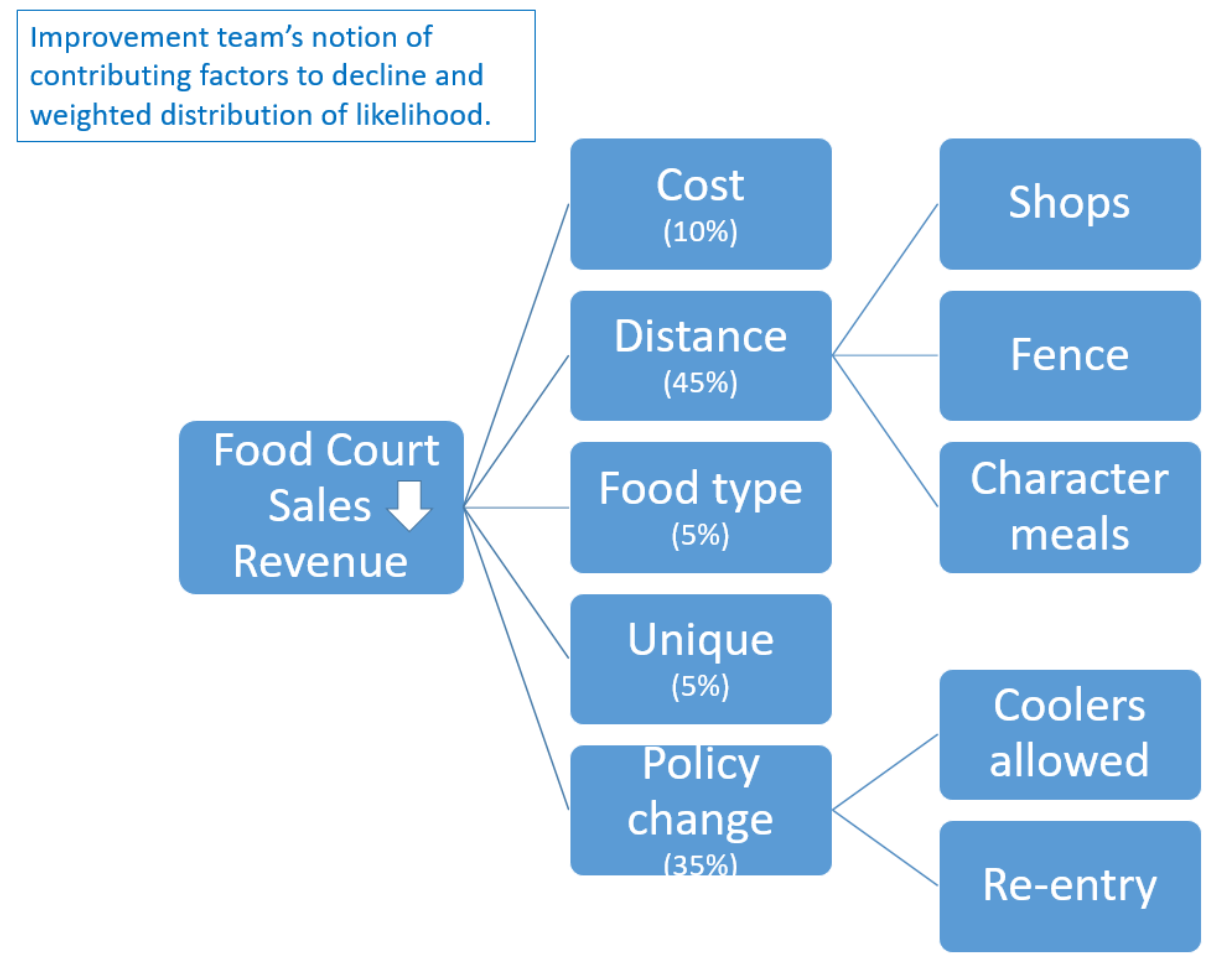 Improvement team's notion of
contributing factors to decline and
weighted distribution of likelihood.
Food Court
Sales
Revenue
Cost
(10%)
Distance
(45%)
Food type
(5%)
Unique
(5%)
Policy
change
(35%)
Shops
Fence
Character
meals
Coolers
allowed
Re-entry